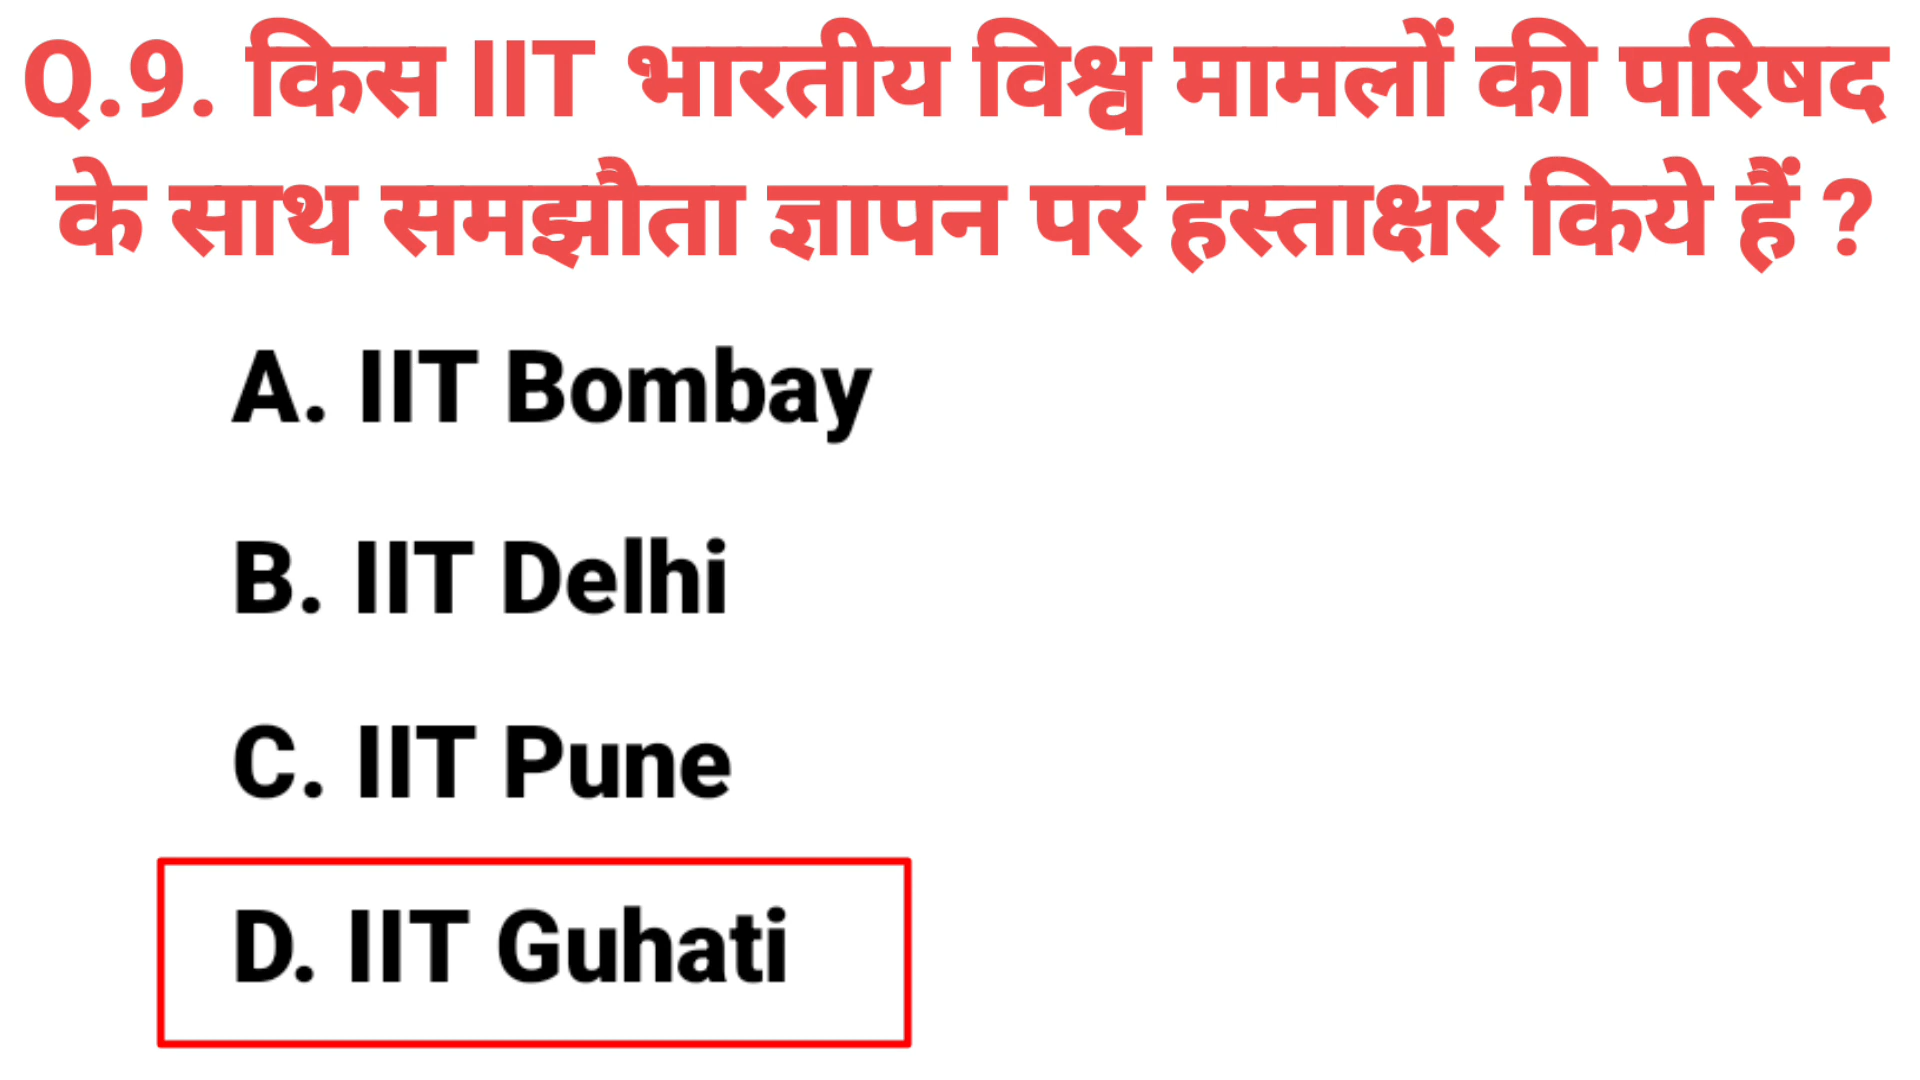 Q.9. किस IIT भारतीय विश्व मामलों की परिषद
के साथ समझौता ज्ञापन पर हस्ताक्षर किये हैं ?
A. IIT Bombay
B. IIT Delhi
C. IIT Pune
D. IIT Guhati